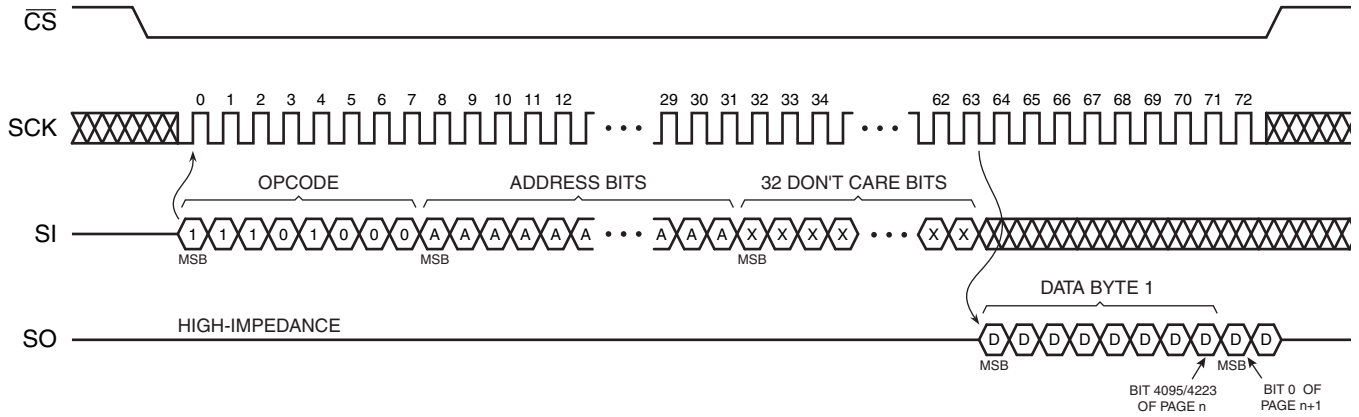 CS
SCK
0 1 2 3 4 5 6 7 8 9 10 11 12 29 30 31 32 33 34 62 63 64 65 66 67 68 69 70 71 72
OPCODE ADDRESS BITS 32 DON'T CARE BITS
SI
1 1 1 0 1 0 0 0 A A A A A A A A A X X X X X X
MSB MSB MSB
DATA BYTE 1
HIGH-IMPEDANCE
SO
D D D D D D D D D D
MSB MSB
BIT 4095/4223
OF PAGE n
BIT 0 OF
PAGE n+1